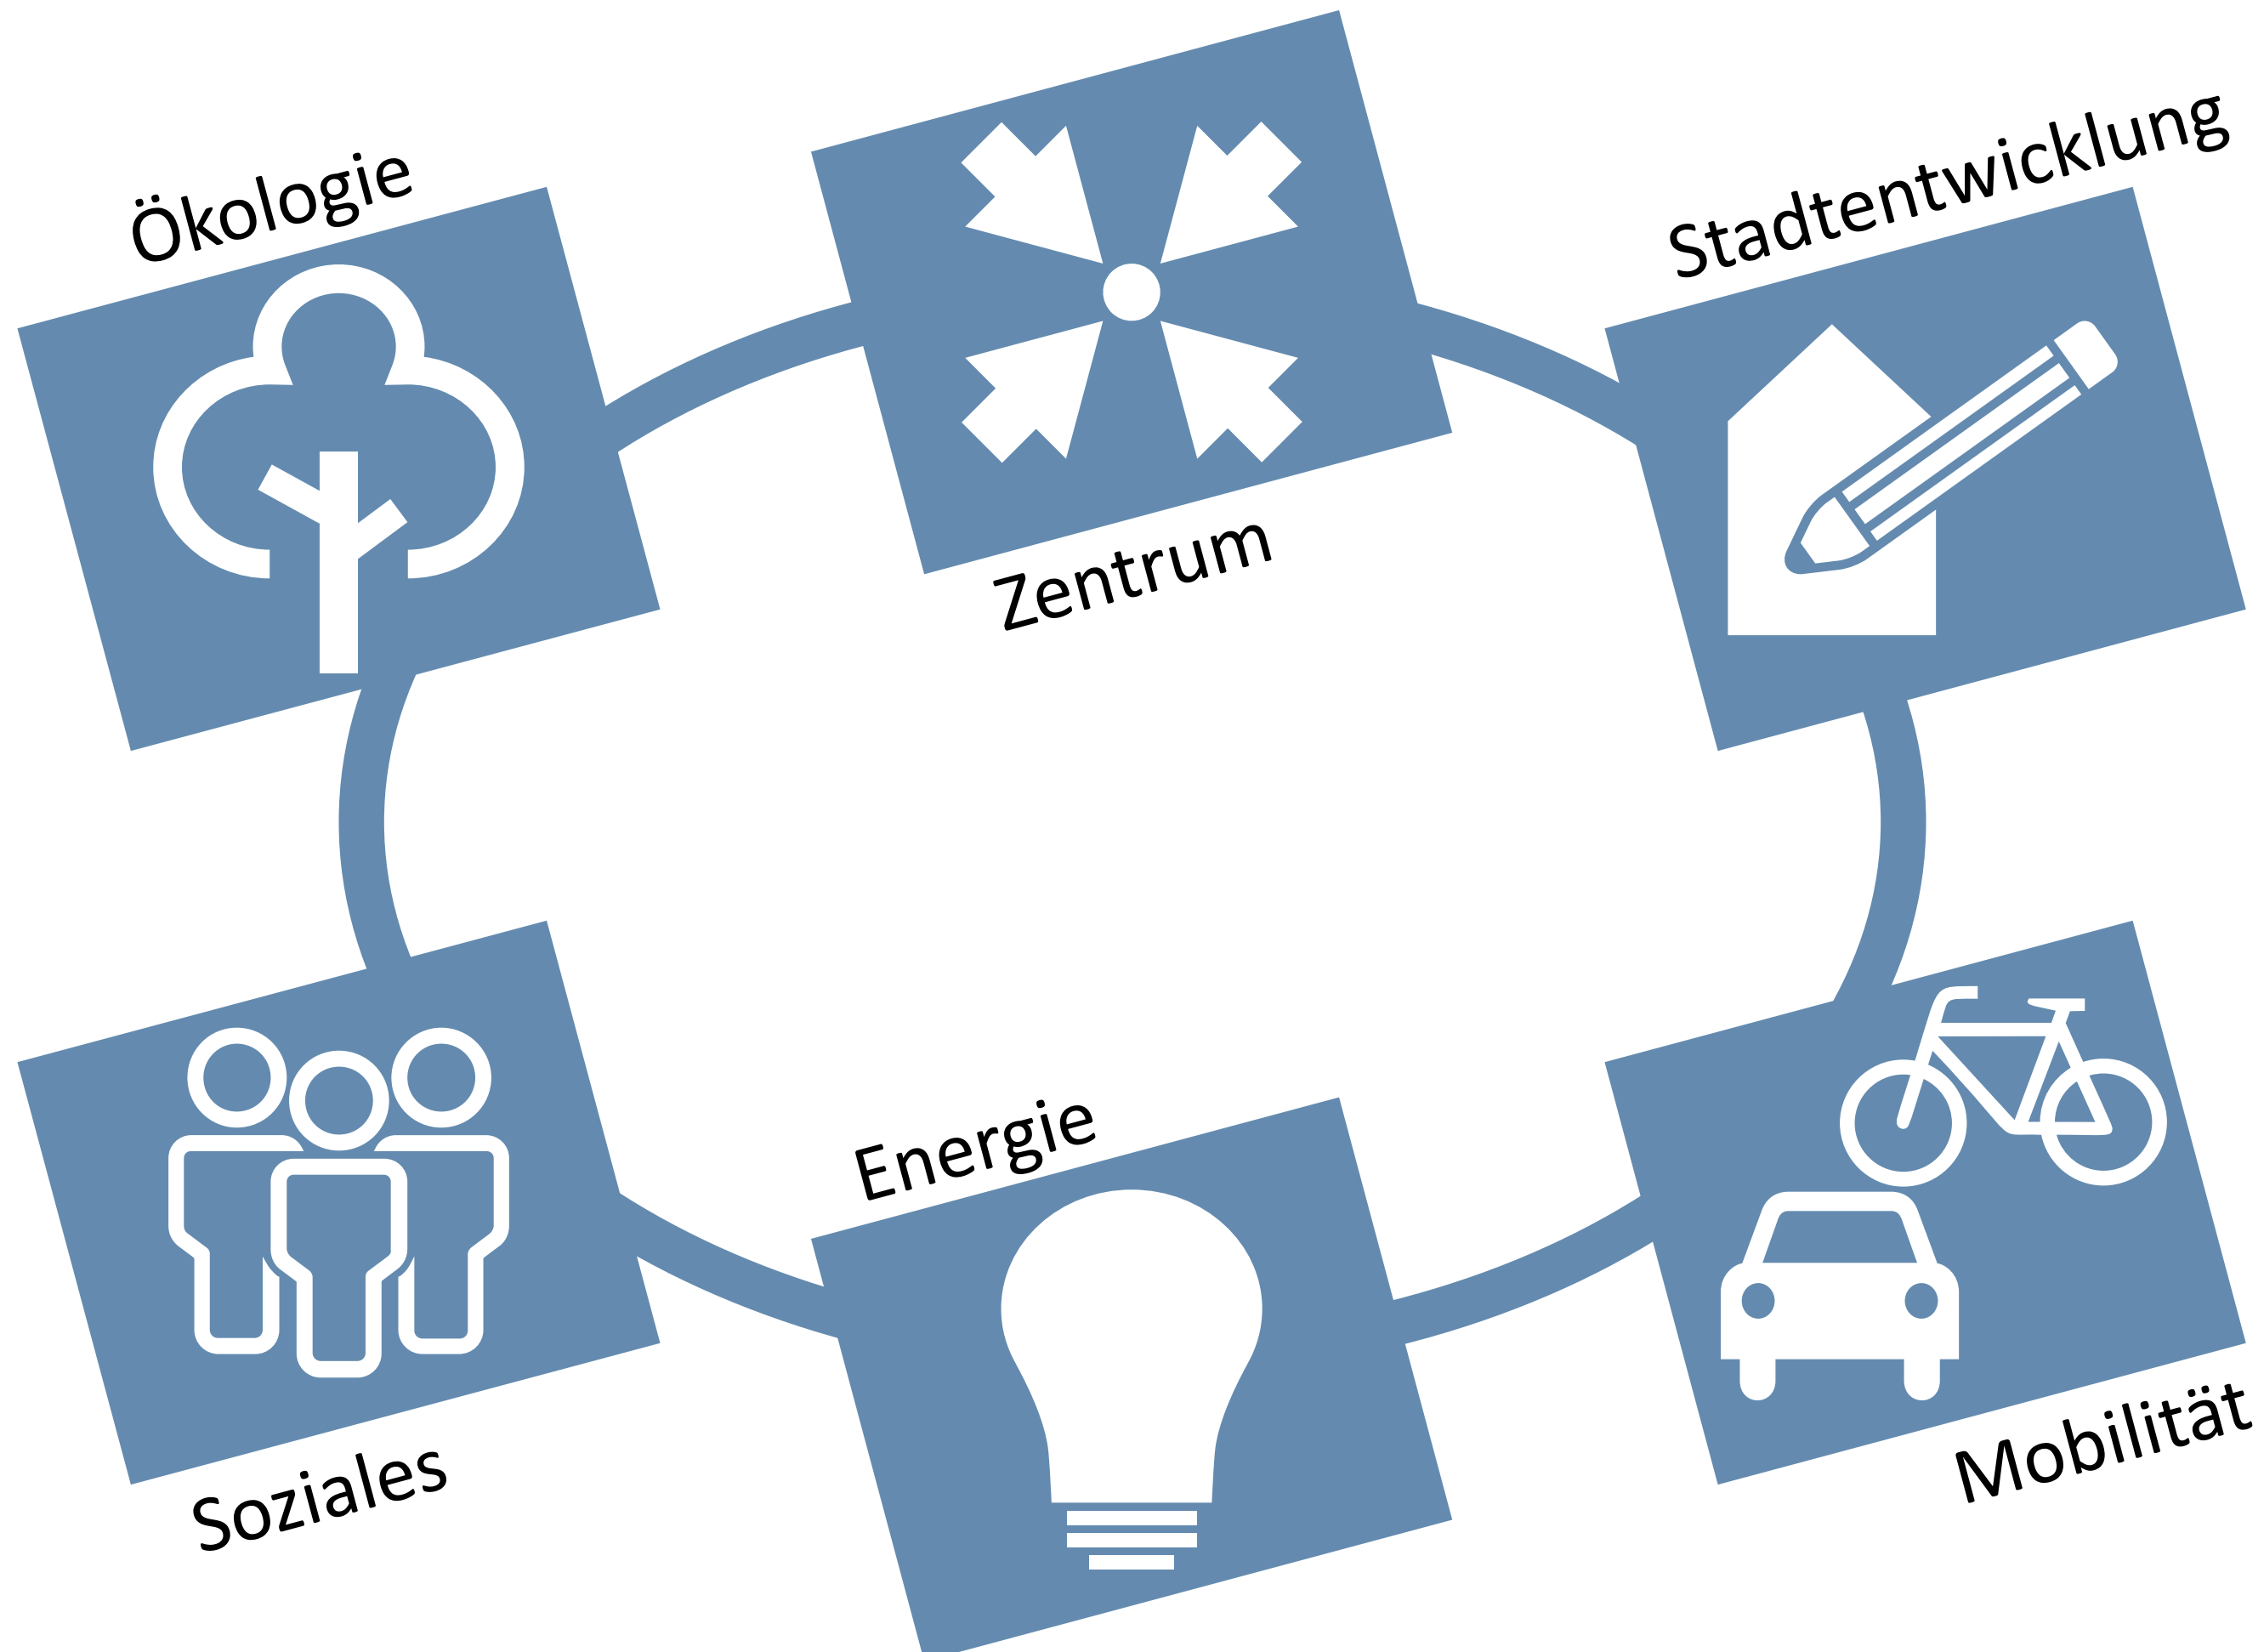 Ökologie
Stadtentwicklung
Zentrum
Energie
Soziales
Mobilität